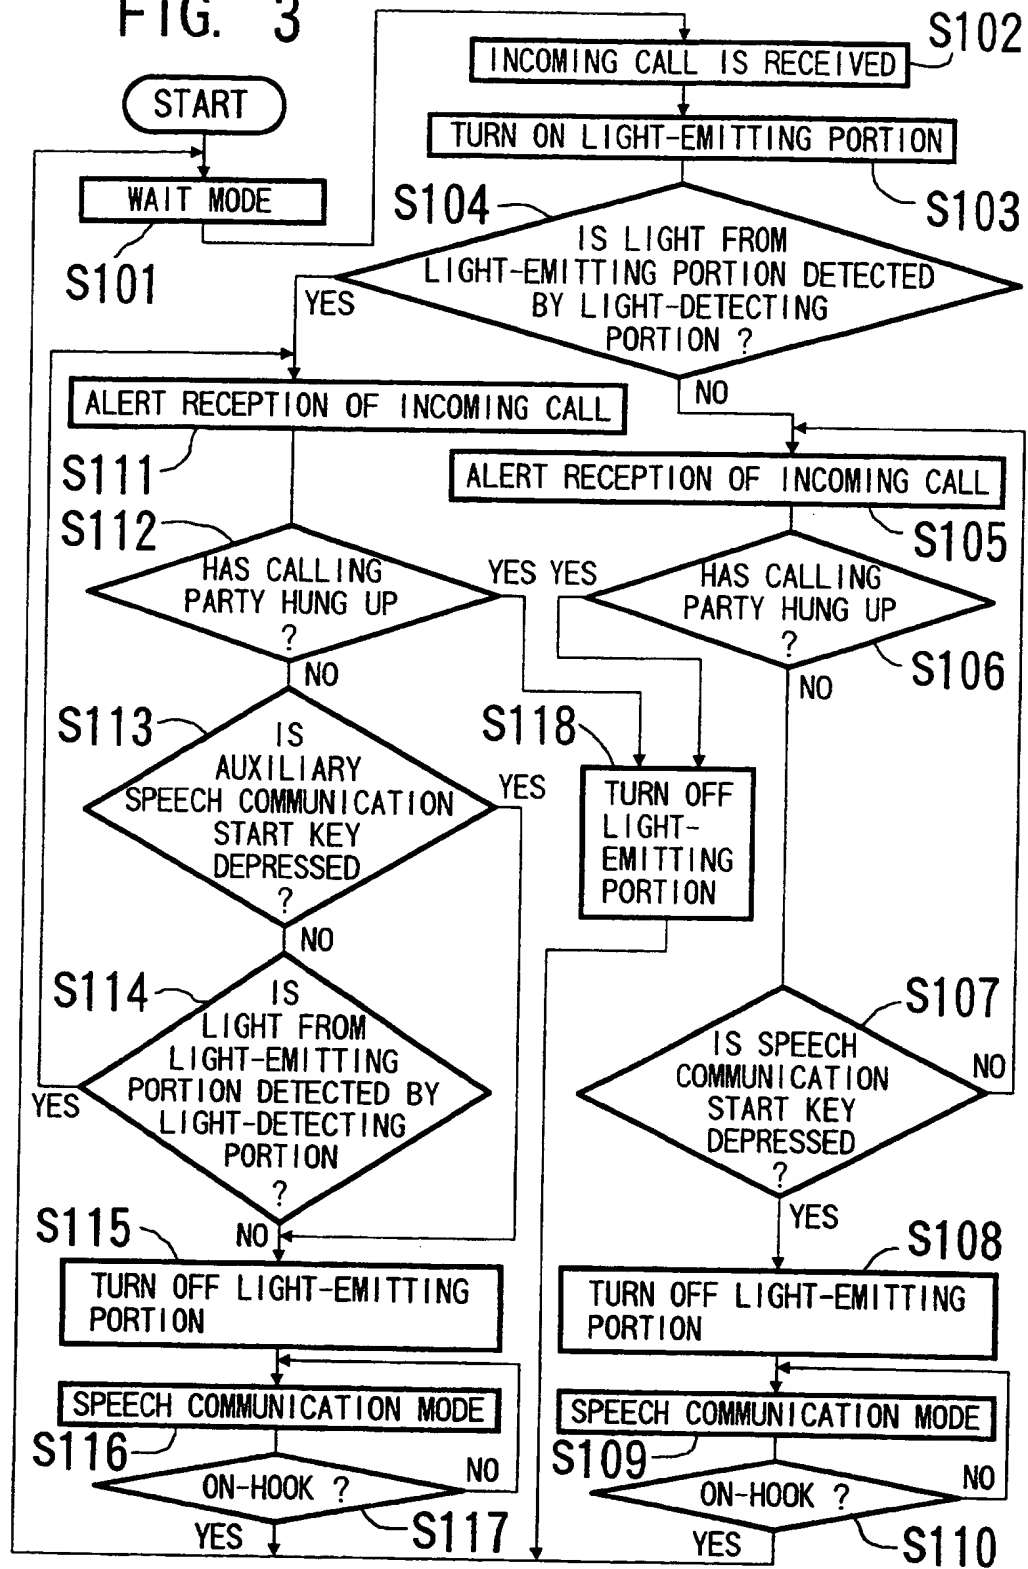 FIG. 3
START
WAIT MODE
S101
INCOMING CALL IS RECEIVED
S102
TURN ON LIGHT-EMITTING PORTION
S103
S104
IS LIGHT FROM
LIGHT-EMITTING PORTION DETECTED
BY LIGHT-DETECTING
PORTION ?
YES
NO
ALERT RECEPTION OF INCOMING CALL
S111
S112
HAS CALLING
PARTY HUNG UP
?
YES
NO
S113
IS
AUXILIARY
SPEECH COMMUNICATION
START KEY
DEPRESSED
?
YES
NO
S114
IS
LIGHT FROM
LIGHT-EMITTING
PORTION DETECTED BY
LIGHT-DETECTING
PORTION
?
YES
NO
S115
TURN OFF LIGHT-EMITTING
PORTION
SPEECH COMMUNICATION MODE
S116
ON-HOOK ?
NO
YES
S117
ALERT RECEPTION OF INCOMING CALL
S105
YES
HAS CALLING
PARTY HUNG UP
?
S106
NO
S118
TURN OFF
LIGHT-
EMITTING
PORTION
S107
IS SPEECH
COMMUNICATION
START KEY
DEPRESSED
?
NO
YES
S108
TURN OFF LIGHT-EMITTING
PORTION
SPEECH COMMUNICATION MODE
S109
ON-HOOK ?
NO
YES
S110